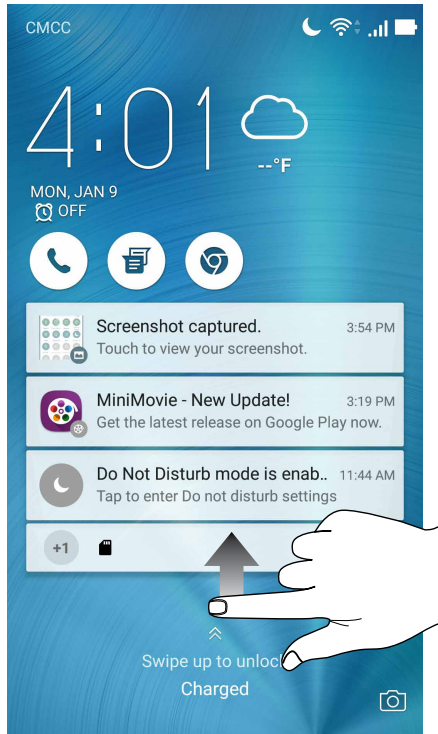 CMCC
4:01
--°F
MON, JAN 9
OFF
Screenshot captured. 3:54 PM
Touch to view your screenshot.
MiniMovie - New Update! 3:19 PM
Get the latest release on Google Play now.
Do Not Disturb mode is enab.. 11:44 AM
Tap to enter Do not disturb settings
+1
Swipe up to unloc
Charged